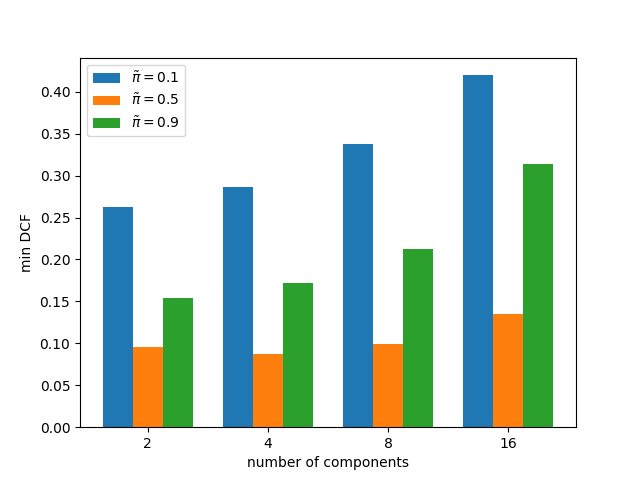 π̃ = 0.1
π̃ = 0.5
π̃ = 0.9
0.40
0.35
0.30
0.25
0.20
0.15
0.10
0.05
0.00
min DCF
2 4 8 16
number of components